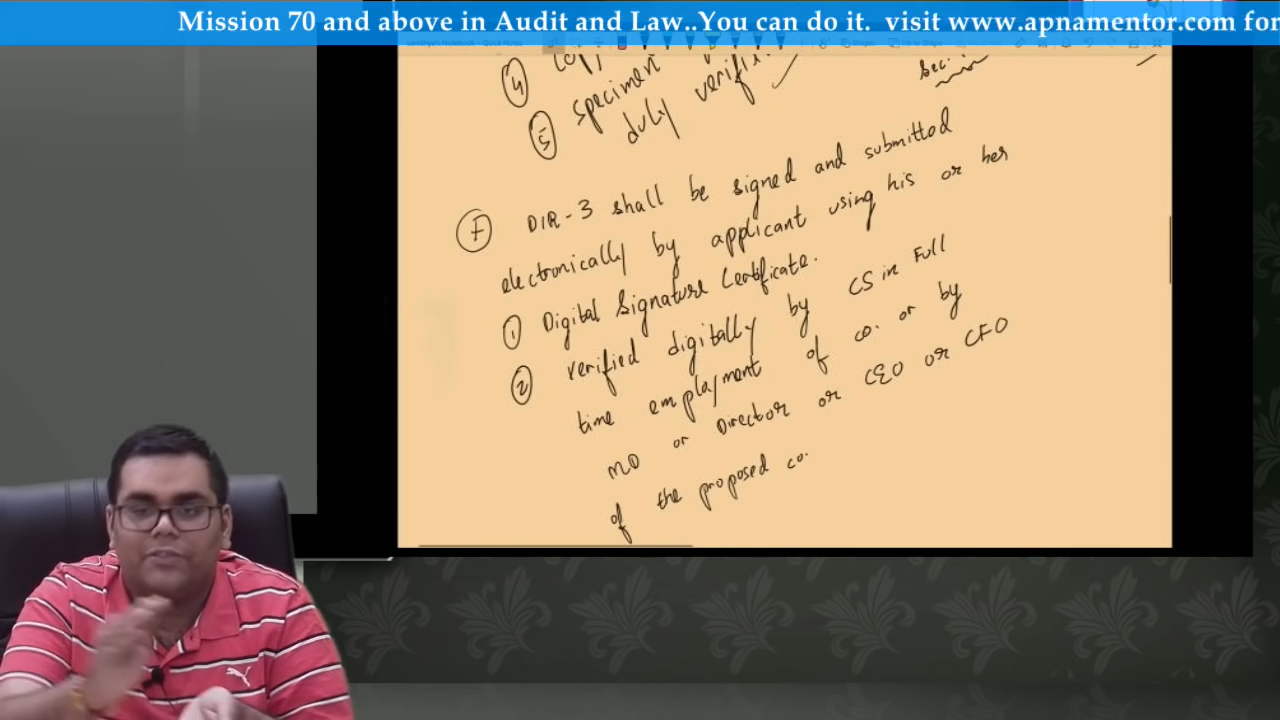 Mission 70 and above in Audit and Law..You can do it.  visit www.apnamentor.com for
④
⑤ specimen
duly verifi
Sec.
Ⓕ DIR-3 shall be signed and submitted
electronically by applicant using his or her
① Digital Signature Certificate.
② verified digitally by CS in Full
time employment of co. or by
MD or Director or CEO or CFO
of the proposed co.